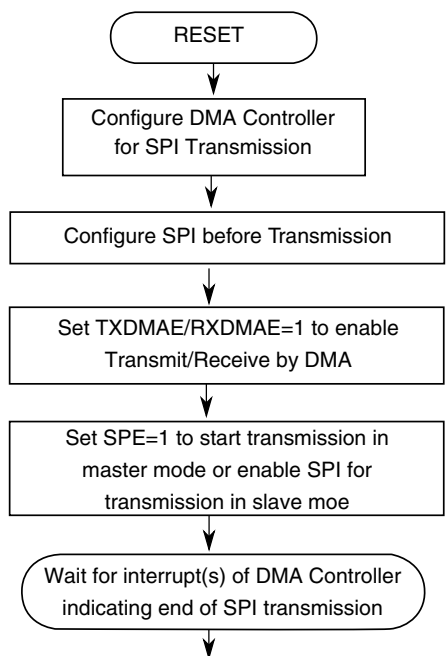 RESET
Configure DMA Controller
for SPI Transmission
Configure SPI before Transmission
Set TXDMAE/RXDMAE=1 to enable
Transmit/Receive by DMA
Set SPE=1 to start transmission in
master mode or enable SPI for
transmission in slave moe
Wait for interrupt(s) of DMA Controller
indicating end of SPI transmission